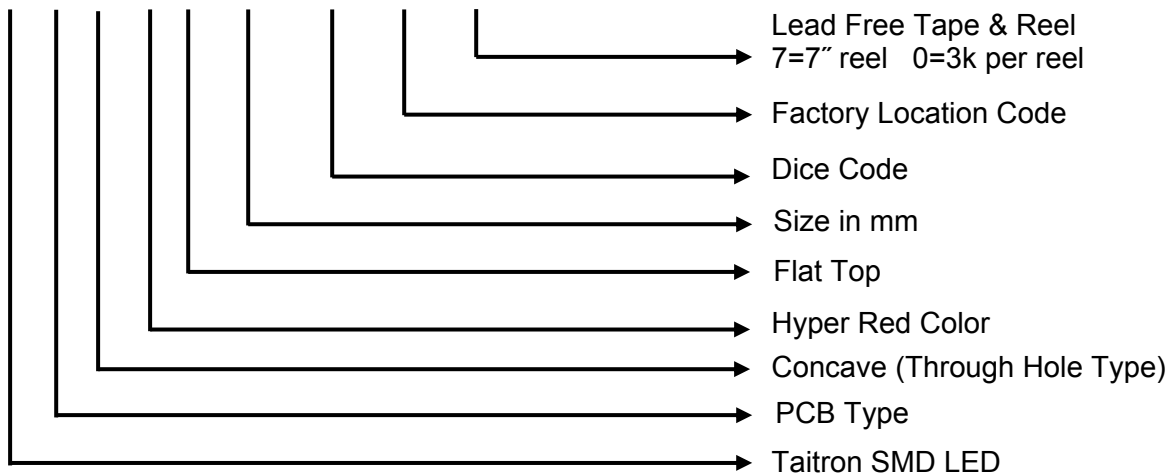 Lead Free Tape & Reel
7=7˝ reel 0=3k per reel
Factory Location Code
Dice Code
Size in mm
Flat Top
Hyper Red Color
Concave (Through Hole Type)
PCB Type
Taitron SMD LED